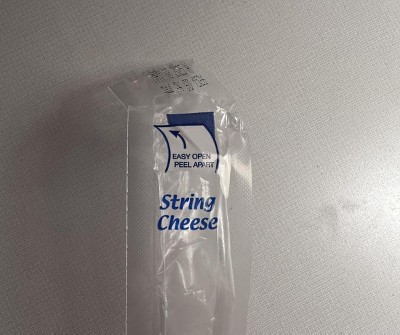 EASY OPEN
PEEL APART
String
Cheese